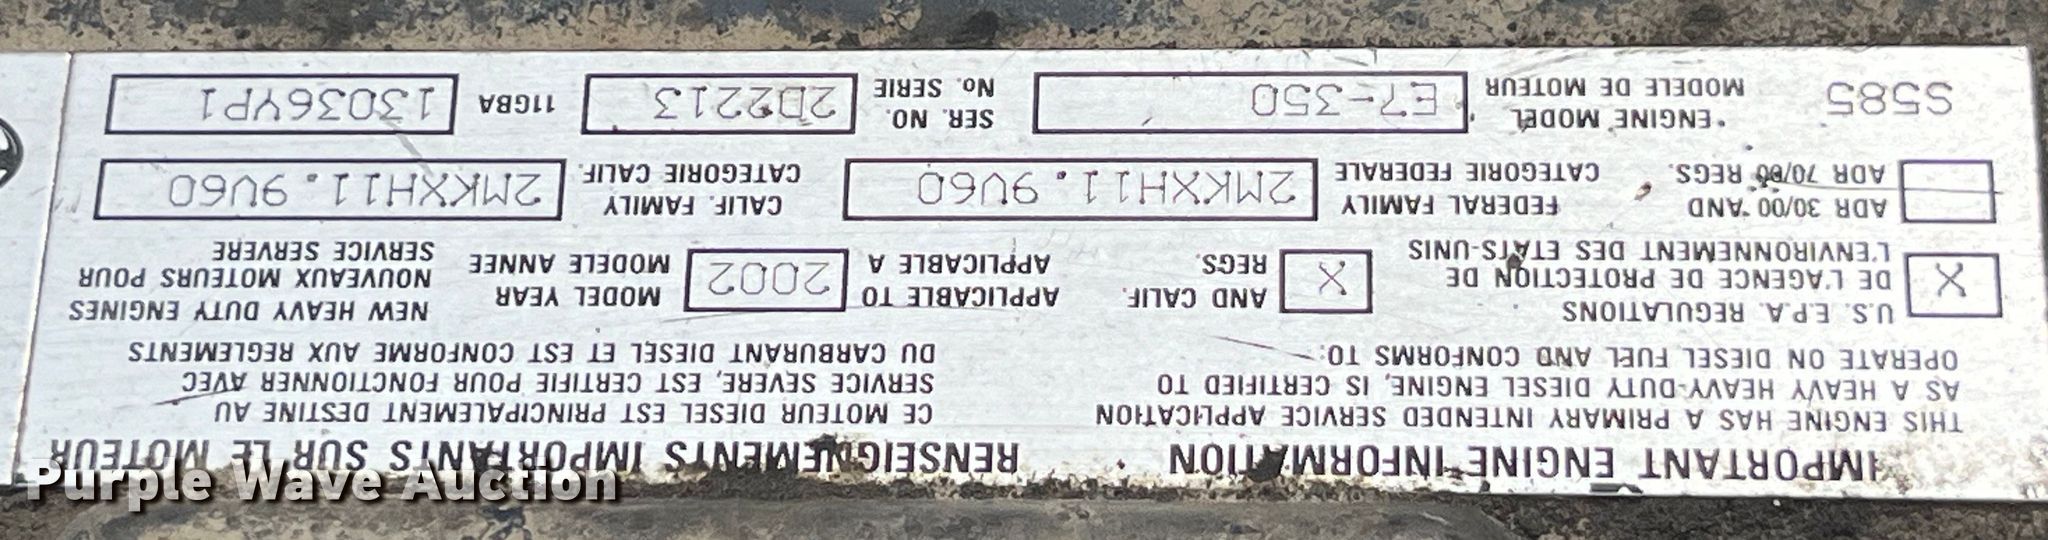 IMPORTANT ENGINE INFORMATION
THIS ENGINE HAS A PRIMARY INTENDED SERVICE APPLICATION
AS A HEAVY HEAVY-DUTY DIESEL ENGINE, IS CERTIFIED TO
OPERATE ON DIESEL FUEL AND CONFORMS TO:
RENSEIGNEMENTS IMPORTANTS SUR LE MOTEUR
CE MOTEUR DIESEL EST PRINCIPALEMENT DESTINE AU
SERVICE SEVERE, EST CERTIFIE POUR FONCTIONNER AVEC
DU CARBURANT DIESEL ET EST CONFORME AUX REGLEMENTS
X U.S. E.P.A. REGULATIONS
DE L'AGENCE DE PROTECTION DE
L'ENVIRONNEMENT DES ETATS-UNIS
X AND CALIF.
REGS.
APPLICABLE TO
APPLICABLE A
2002
MODEL YEAR
MODELE ANNEE
NEW HEAVY DUTY ENGINES
NOUVEAUX MOTEURS POUR
SERVICE SERVERE
ADR 30/00 AND
ADR 70/00 REGS.
FEDERAL FAMILY
CATEGORIE FEDERALE
2MKXH11.9V60
CALIF. FAMILY
CATEGORIE CALIF.
2MKXH11.9V60
S585
ENGINE MODEL
MODELE DE MOTEUR
E7-350
SER. NO.
No. SERIE
2D2213
11GBA
13036YP1
Purple Wave Auction